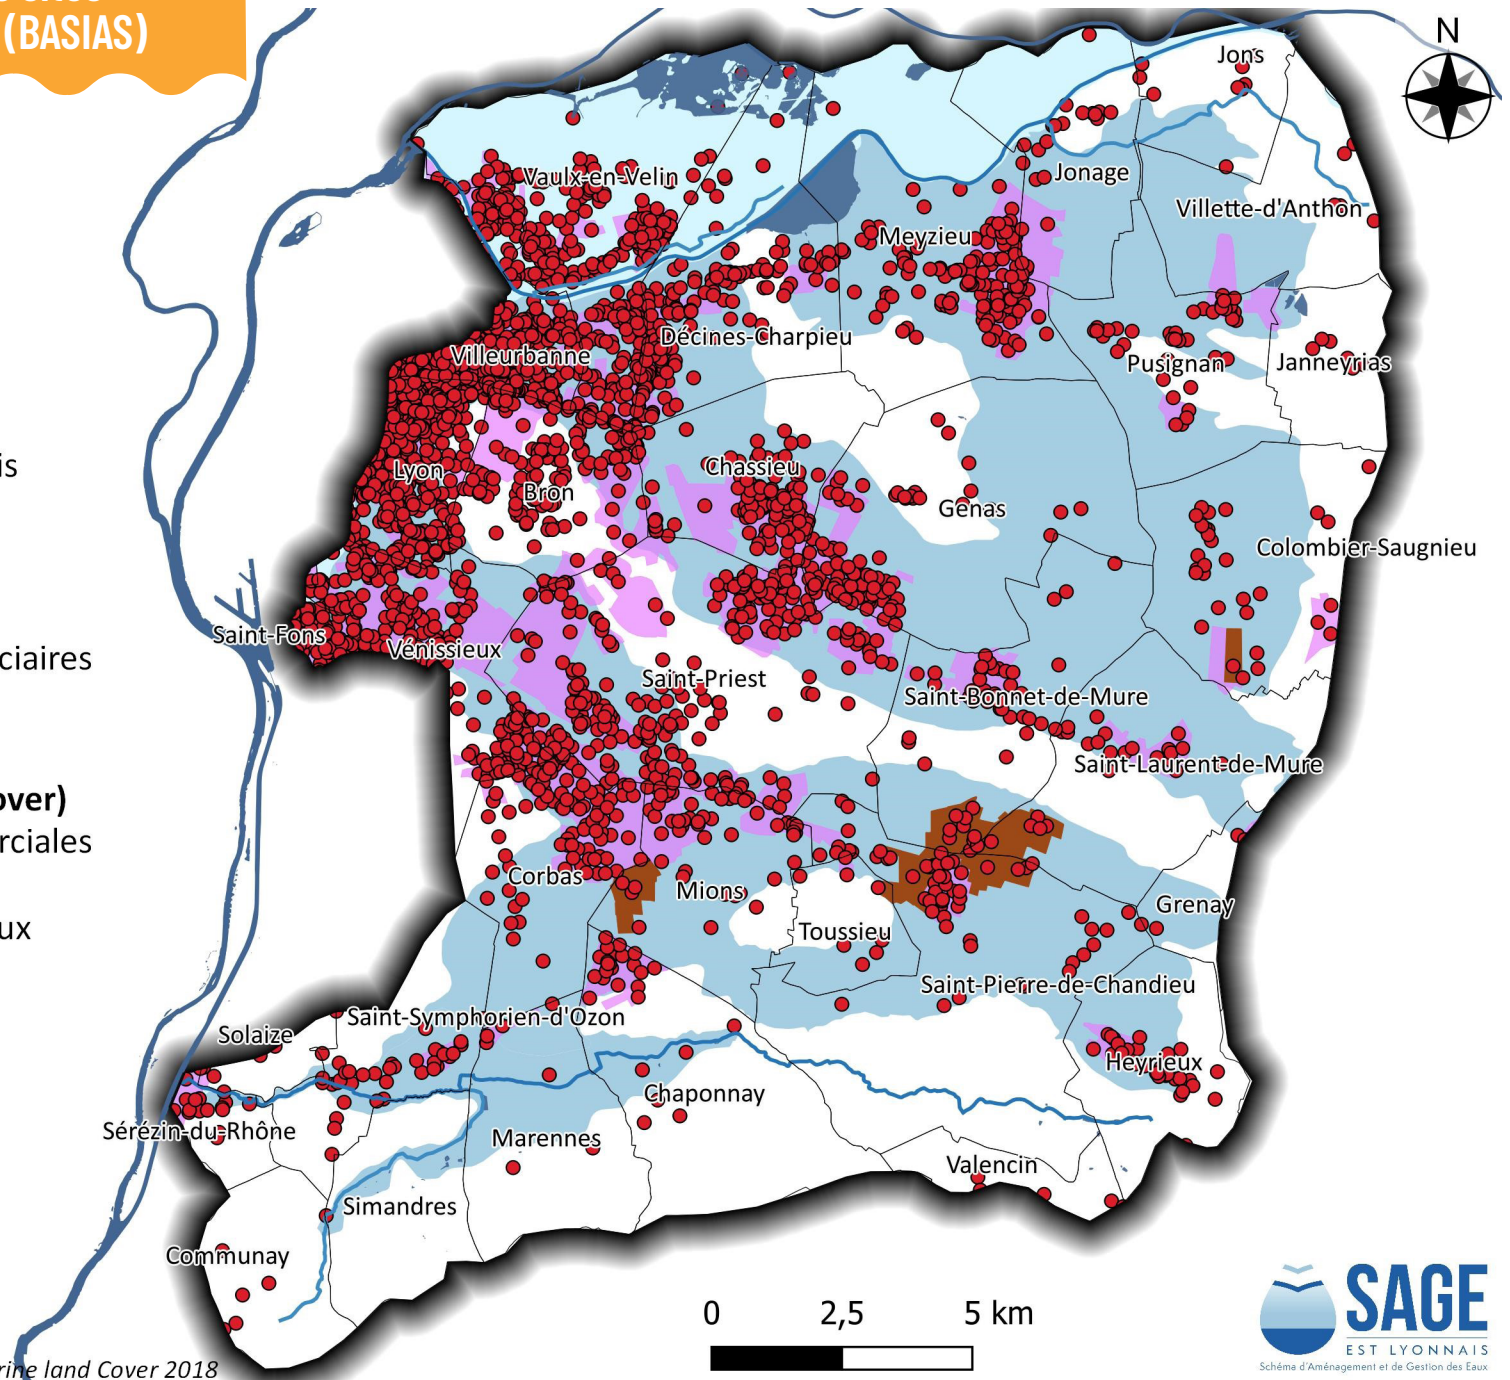 (BASIAS)
N
Jons
Vaulx-en-Velin
Jonage
Villette-d'Anthon
Meyzieu
Décines-Charpieu
Villeurbanne
Pusignan
Janneyrias
is
Lyon
Chassieu
Bron
Genas
Colombier-Saugnieu
Saint-Fons
Vénissieux
ciaires
Saint-Priest
Saint-Bonnet-de-Mure
Saint-Laurent-de-Mure
over)
rciales
Corbas
Mions
Grenay
ux
Toussieu
Saint-Pierre-de-Chandieu
Saint-Symphorien-d'Ozon
Solaize
Heyrieux
Chaponnay
Sérézin-du-Rhône
Marennes
Valencin
Simandres
Communay
0 2,5 5 km
SAGE
EST LYONNAIS
Schéma d'Aménagement et de Gestion des Eaux
rine land Cover 2018